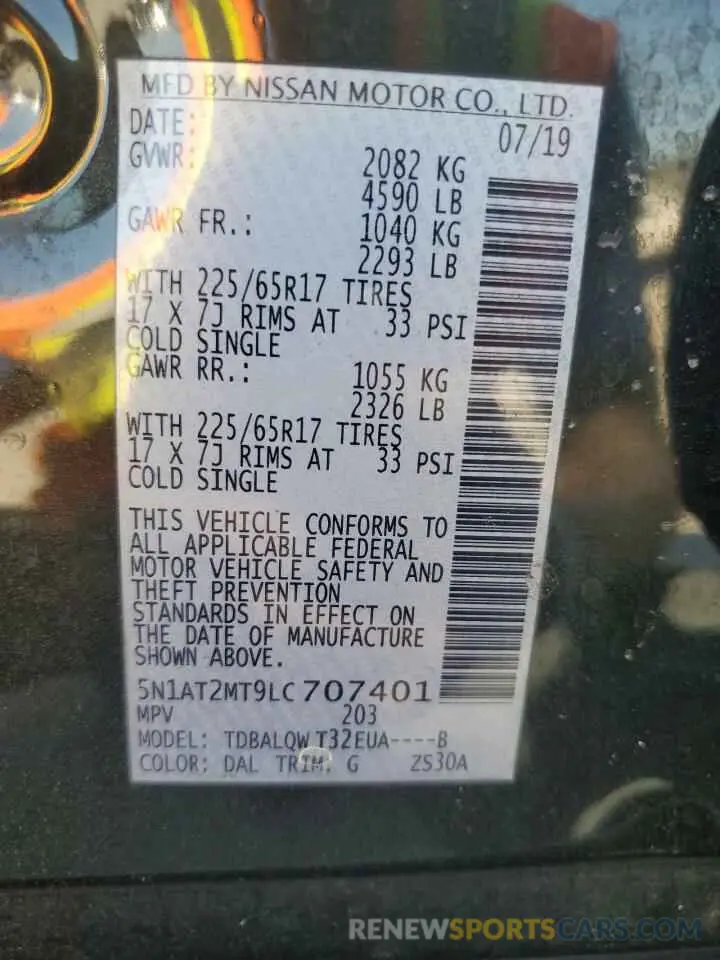 MFD BY NISSAN MOTOR CO., LTD.
DATE: 07/19
GVWR: 2082 KG
4590 LB
GAWR FR.: 1040 KG
2293 LB
WITH 225/65R17 TIRES
17 X 7J RIMS AT 33 PSI
COLD SINGLE
GAWR RR.: 1055 KG
2326 LB
WITH 225/65R17 TIRES
17 X 7J RIMS AT 33 PSI
COLD SINGLE
THIS VEHICLE CONFORMS TO
ALL APPLICABLE FEDERAL
MOTOR VEHICLE SAFETY AND
THEFT PREVENTION
STANDARDS IN EFFECT ON
THE DATE OF MANUFACTURE
SHOWN ABOVE.
5N1AT2MT9LC707401
MPV 203
MODEL: TDBALQW T32EUA----B
COLOR: DAL TRIM: G ZS30A
RENEWSPORTSCARS.COM